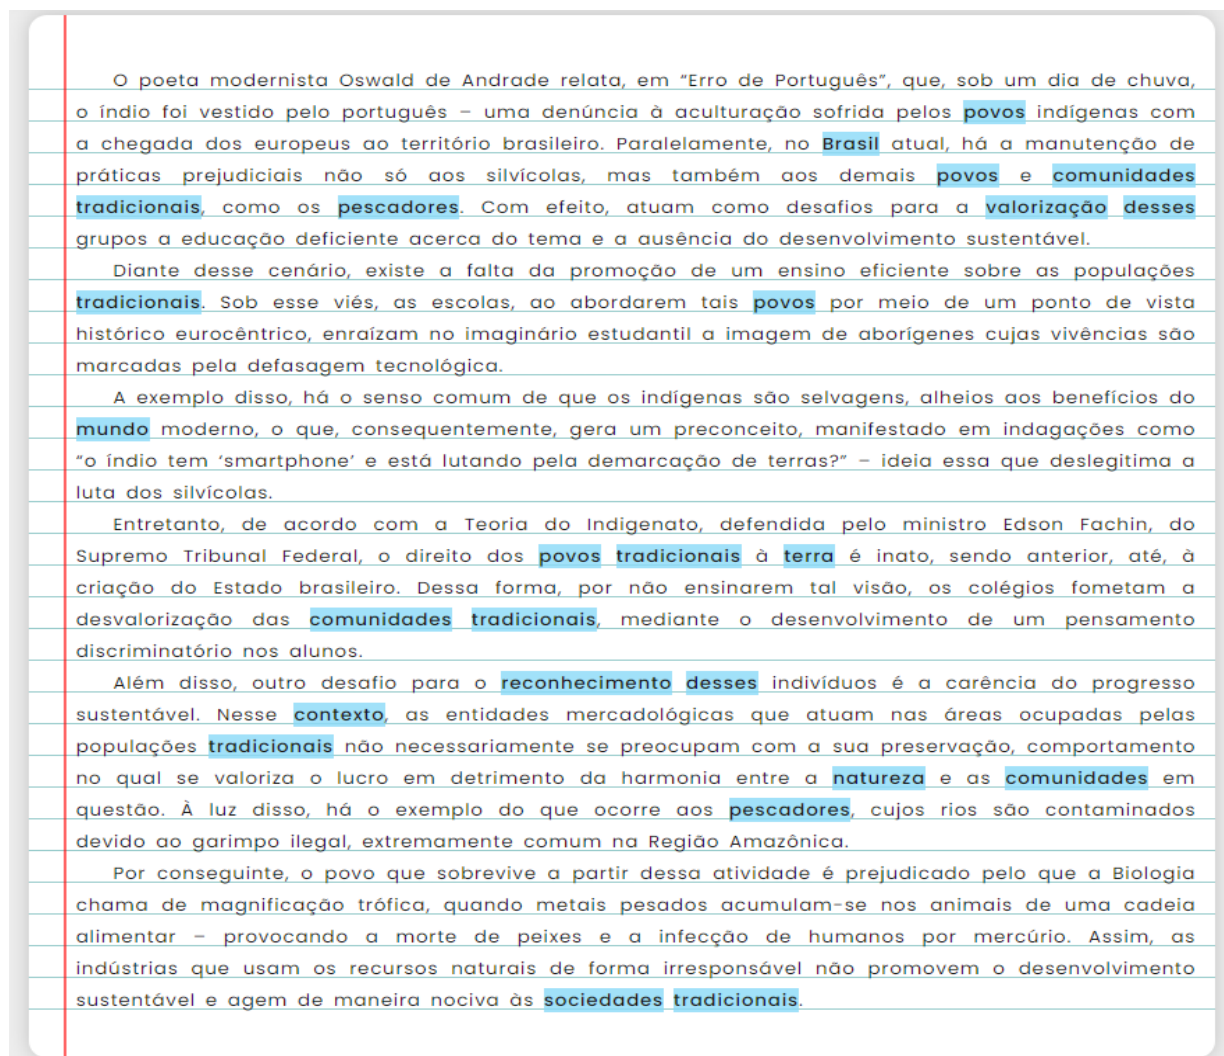 O poeta modernista Oswald de Andrade relata, em “Erro de Português”, que, sob um dia de chuva,
o índio foi vestido pelo português – uma denúncia à aculturação sofrida pelos povos indígenas com
a chegada dos europeus ao território brasileiro. Paralelamente, no Brasil atual, há a manutenção de
práticas prejudiciais não só aos silvícolas, mas também aos demais povos e comunidades
tradicionais, como os pescadores. Com efeito, atuam como desafios para a valorização desses
grupos a educação deficiente acerca do tema e a ausência do desenvolvimento sustentável.
Diante desse cenário, existe a falta da promoção de um ensino eficiente sobre as populações
tradicionais. Sob esse viés, as escolas, ao abordarem tais povos por meio de um ponto de vista
histórico eurocêntrico, enraízam no imaginário estudantil a imagem de aborígenes cujas vivências são
marcadas pela defasagem tecnológica.
A exemplo disso, há o senso comum de que os indígenas são selvagens, alheios aos benefícios do
mundo moderno, o que, consequentemente, gera um preconceito, manifestado em indagações como
“o índio tem ‘smartphone’ e está lutando pela demarcação de terras?” – ideia essa que deslegitima a
luta dos silvícolas.
Entretanto, de acordo com a Teoria do Indigenato, defendida pelo ministro Edson Fachin, do
Supremo Tribunal Federal, o direito dos povos tradicionais à terra é inato, sendo anterior, até, à
criação do Estado brasileiro. Dessa forma, por não ensinarem tal visão, os colégios fometam a
desvalorização das comunidades tradicionais, mediante o desenvolvimento de um pensamento
discriminatório nos alunos.
Além disso, outro desafio para o reconhecimento desses indivíduos é a carência do progresso
sustentável. Nesse contexto, as entidades mercadológicas que atuam nas áreas ocupadas pelas
populações tradicionais não necessariamente se preocupam com a sua preservação, comportamento
no qual se valoriza o lucro em detrimento da harmonia entre a natureza e as comunidades em
questão. À luz disso, há o exemplo do que ocorre aos pescadores, cujos rios são contaminados
devido ao garimpo ilegal, extremamente comum na Região Amazônica.
Por conseguinte, o povo que sobrevive a partir dessa atividade é prejudicado pelo que a Biologia
chama de magnificação trófica, quando metais pesados acumulam-se nos animais de uma cadeia
alimentar – provocando a morte de peixes e a infecção de humanos por mercúrio. Assim, as
indústrias que usam os recursos naturais de forma irresponsável não promovem o desenvolvimento
sustentável e agem de maneira nociva às sociedades tradicionais.